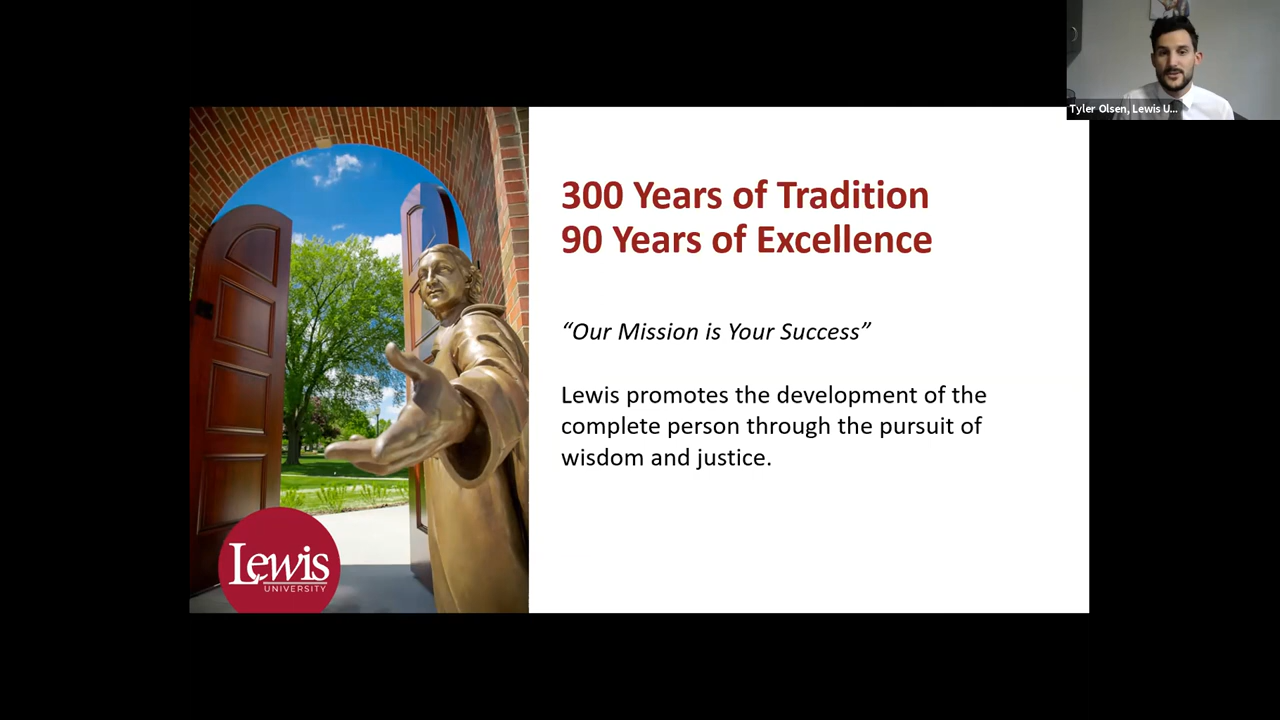 Tyler Olsen, Lewis U...
300 Years of Tradition
90 Years of Excellence
“Our Mission is Your Success”
Lewis promotes the development of the
complete person through the pursuit of
wisdom and justice.
Lewis
UNIVERSITY